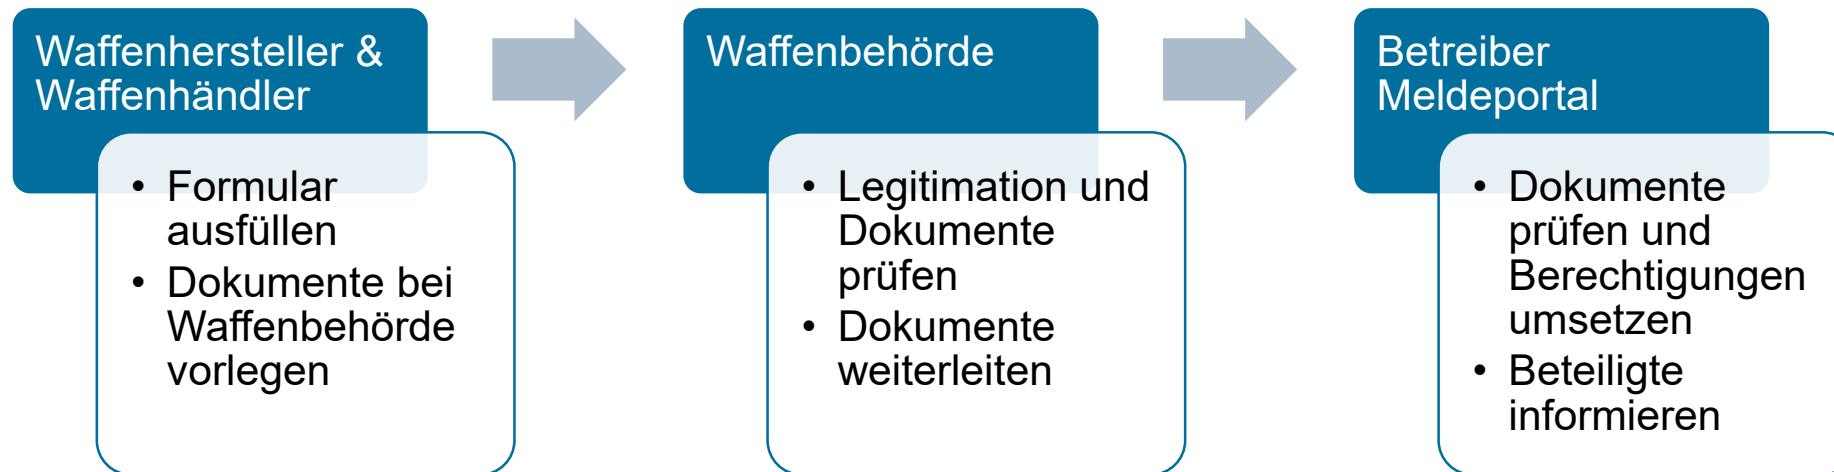 Waffenhersteller &
Waffenhändler
• Formular
ausfüllen
• Dokumente bei
Waffenbehörde
vorlegen
Waffenbehörde
• Legitimation und
Dokumente
prüfen
• Dokumente
weiterleiten
Betreiber
Meldeportal
• Dokumente
prüfen und
Berechtigungen
umsetzen
• Beteiligte
informieren